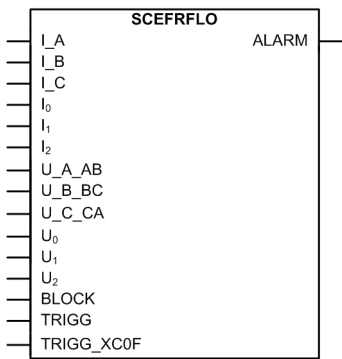 SCEFRFLO
I_A ALARM
I_B
I_C
I₀
I₁
I₂
U_A_AB
U_B_BC
U_C_CA
U₀
U₁
U₂
BLOCK
TRIGG
TRIGG_XC0F